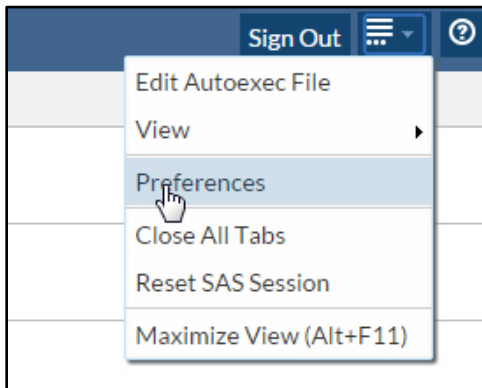 Sign Out
Edit Autoexec File
View
Preferences
Close All Tabs
Reset SAS Session
Maximize View (Alt+F11)